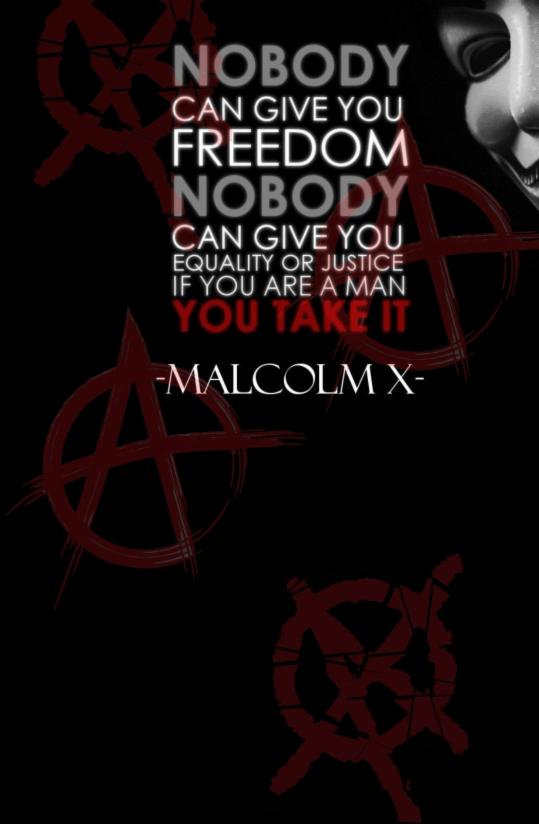 NOBODY
CAN GIVE YOU
FREEDOM
NOBODY
CAN GIVE YOU
EQUALITY OR JUSTICE
IF YOU ARE A MAN
YOU TAKE IT
-MALCOLM X-